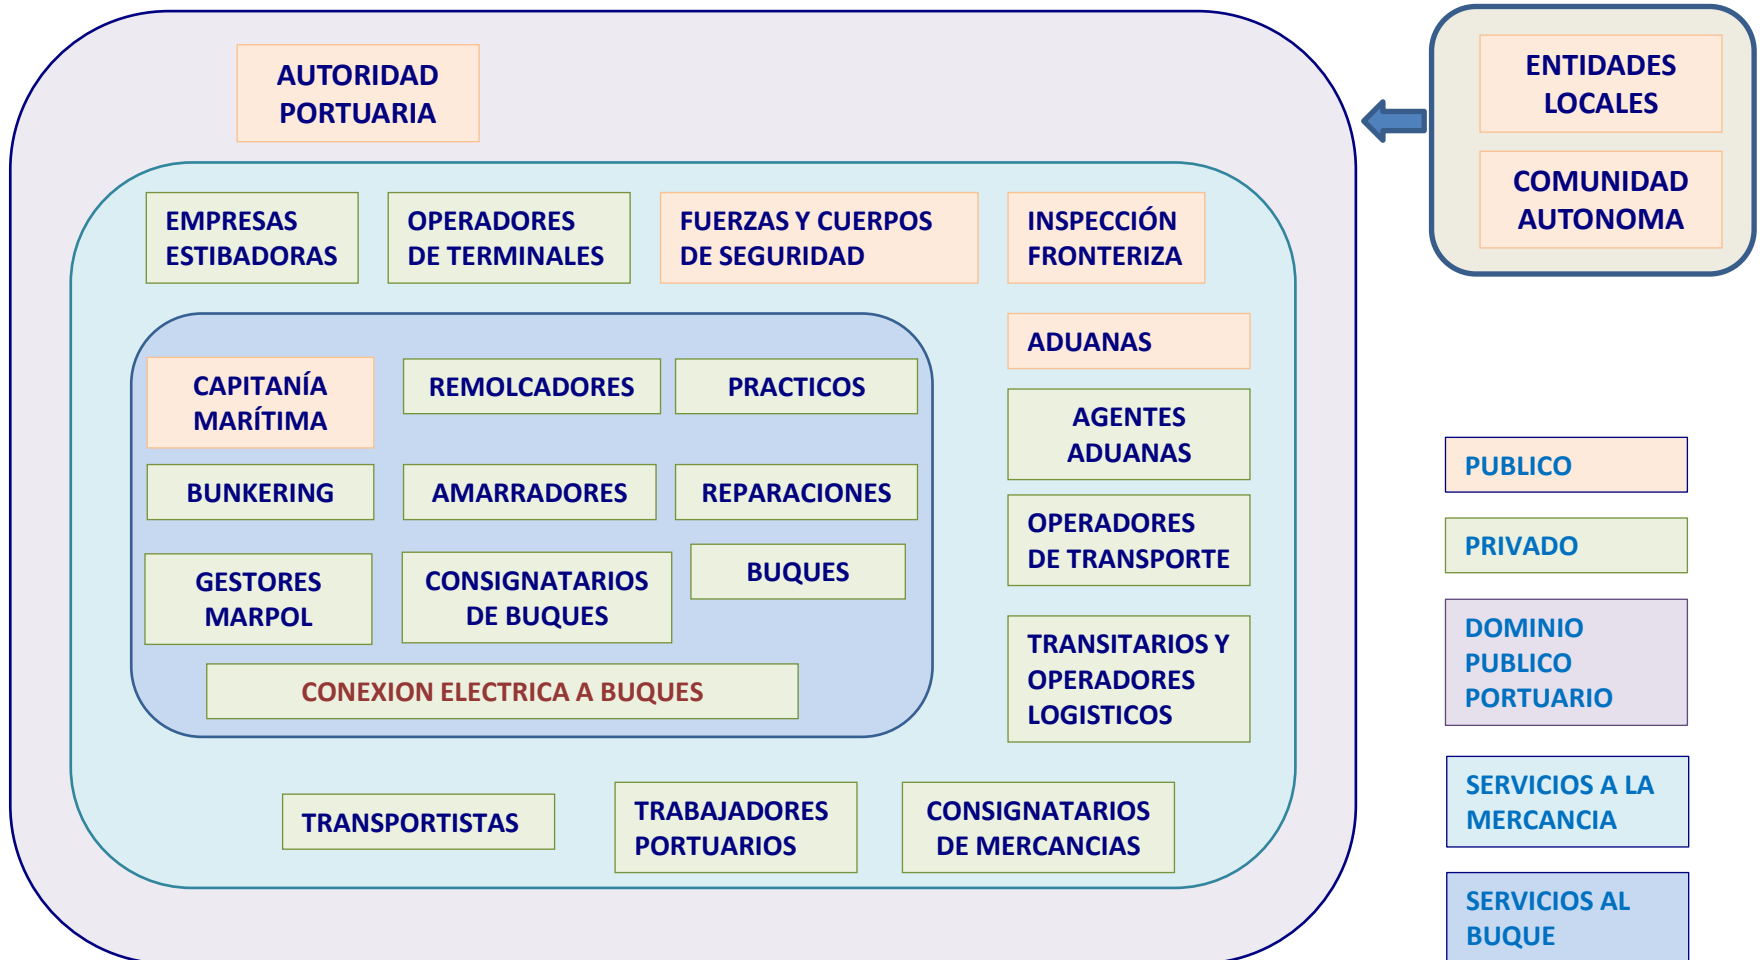 AUTORIDAD
PORTUARIA
ENTIDADES
LOCALES
COMUNIDAD
AUTONOMA
EMPRESAS
ESTIBADORAS
OPERADORES
DE TERMINALES
FUERZAS Y CUERPOS
DE SEGURIDAD
INSPECCIÓN
FRONTERIZA
ADUANAS
CAPITANÍA
MARÍTIMA
REMOLCADORES
PRACTICOS
AGENTES
ADUANAS
BUNKERING
AMARRADORES
REPARACIONES
OPERADORES
DE TRANSPORTE
GESTORES
MARPOL
CONSIGNATARIOS
DE BUQUES
BUQUES
TRANSITARIOS Y
OPERADORES
LOGISTICOS
CONEXION ELECTRICA A BUQUES
TRANSPORTISTAS
TRABAJADORES
PORTUARIOS
CONSIGNATARIOS
DE MERCANCIAS
PUBLICO
PRIVADO
DOMINIO
PUBLICO
PORTUARIO
SERVICIOS A LA
MERCANCIA
SERVICIOS AL
BUQUE